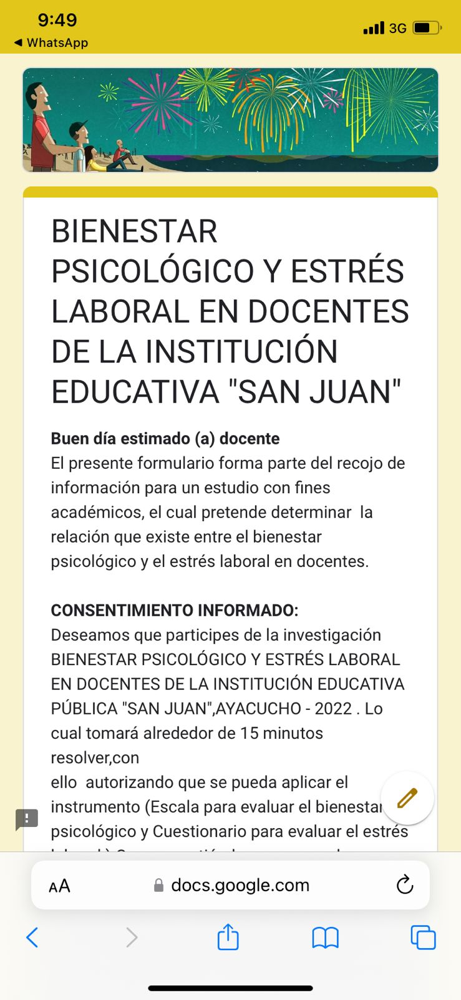 9:49
3G
◀ WhatsApp
BIENESTAR
PSICOLÓGICO Y ESTRÉS
LABORAL EN DOCENTES
DE LA INSTITUCIÓN
EDUCATIVA "SAN JUAN"
Buen día estimado (a) docente
El presente formulario forma parte del recojo de
información para un estudio con fines
académicos, el cual pretende determinar  la
relación que existe entre el bienestar
psicológico y el estrés laboral en docentes.
CONSENTIMIENTO INFORMADO:
Deseamos que participes de la investigación
BIENESTAR PSICOLÓGICO Y ESTRÉS LABORAL
EN DOCENTES DE LA INSTITUCIÓN EDUCATIVA
PÚBLICA "SAN JUAN",AYACUCHO - 2022 . Lo
cual tomará alrededor de 15 minutos
resolver,con
ello  autorizando que se pueda aplicar el
instrumento (Escala para evaluar el bienestar
psicológico y Cuestionario para evaluar el estrés
AA
docs.google.com